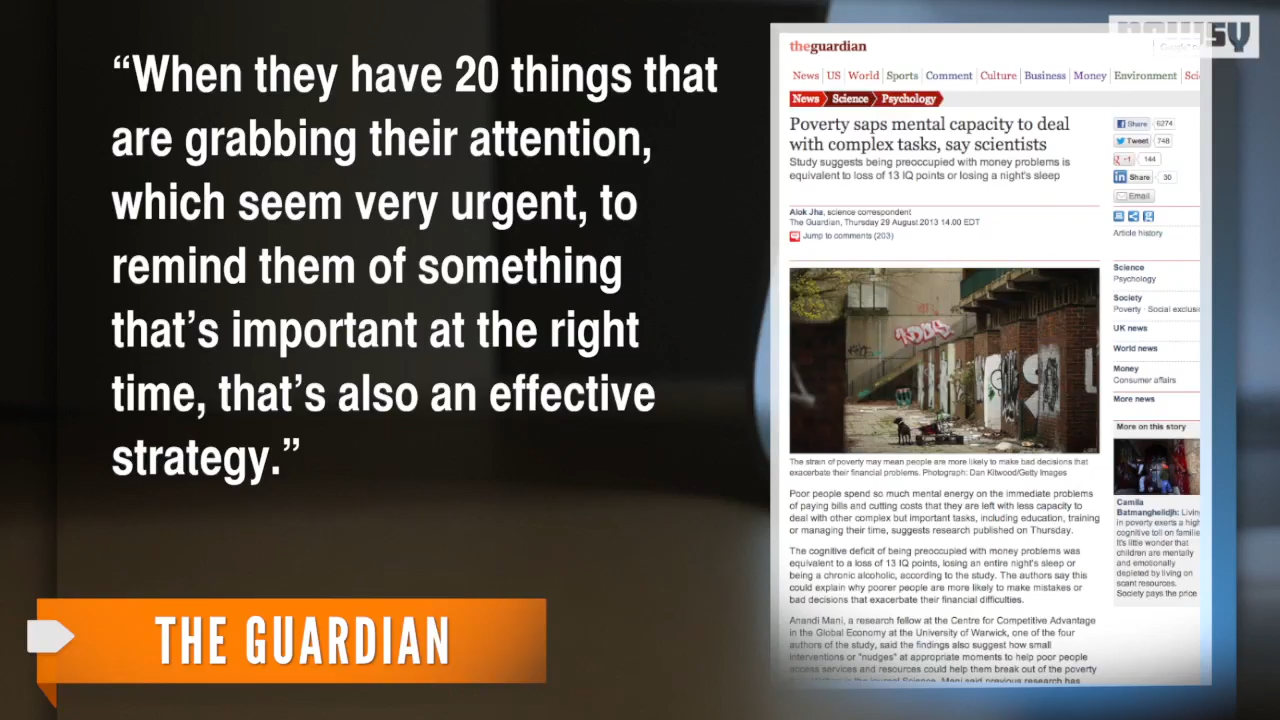 “When they have 20 things that
are grabbing their attention,
which seem very urgent, to
remind them of something
that’s important at the right
time, that’s also an effective
strategy.”
THE GUARDIAN
newsy
theguardian
News US World Sports Comment Culture Business Money Environment
News Science Psychology
Poverty saps mental capacity to deal
with complex tasks, say scientists
Study suggests being preoccupied with money problems is
equivalent to loss of 13 IQ points or losing a night's sleep
Alok Jha, science correspondent
The Guardian, Thursday 29 August 2013 14.00 EDT
Jump to comments (203)
The strain of poverty may mean people are more likely to make bad decisions that
exacerbate their financial problems. Photograph: Dan Kitwood/Getty Images
Poor people spend so much mental energy on the immediate problems
of paying bills and cutting costs that they are left with less capacity to
deal with other complex but important tasks, including education, training
or managing their time, suggests research published on Thursday.
The cognitive deficit of being preoccupied with money problems was
equivalent to a loss of 13 IQ points, losing an entire night's sleep or
being a chronic alcoholic, according to the study. The authors say this
could explain why poorer people are more likely to make mistakes or
bad decisions that exacerbate their financial difficulties.
Anandi Mani, a research fellow at the Centre for Competitive Advantage
in the Global Economy at the University of Warwick, one of the four
authors of the study, said the findings also suggest how small
interventions or "nudges" at appropriate moments to help poor people
access services and resources could help them break out of the poverty
the journal Science, Mani said previous research has
Share 6274
Tweet 748
+1 144
in Share 30
Email
Article history
Science
Psychology
Society
Poverty · Social
UK news
World news
Money
Consumer affairs
More news
More on this story
Camila
Batmanghelidjh:
in poverty exerts a high
cognitive toll on
It's little wonder that
children are mentally
and emotionally
depleted by living on
scant resources.
Society pays the price